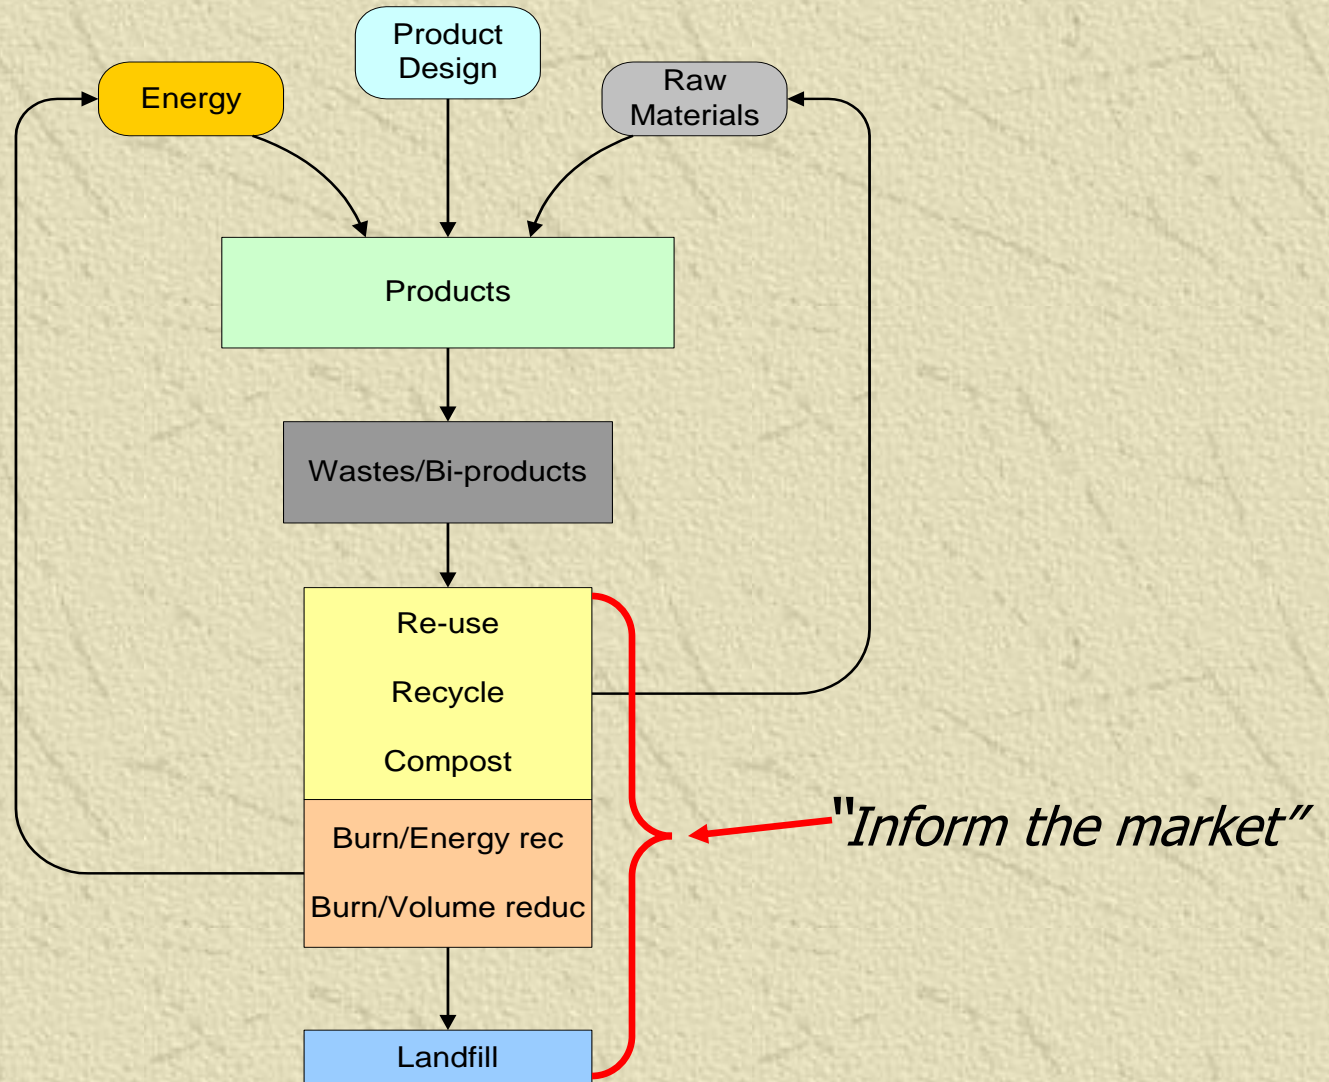 Product
Design
Energy
Raw
Materials
Products
Wastes/Bi-products
Re-use
Recycle
Compost
Burn/Energy rec
Burn/Volume reduc
"Inform the market"
Landfill